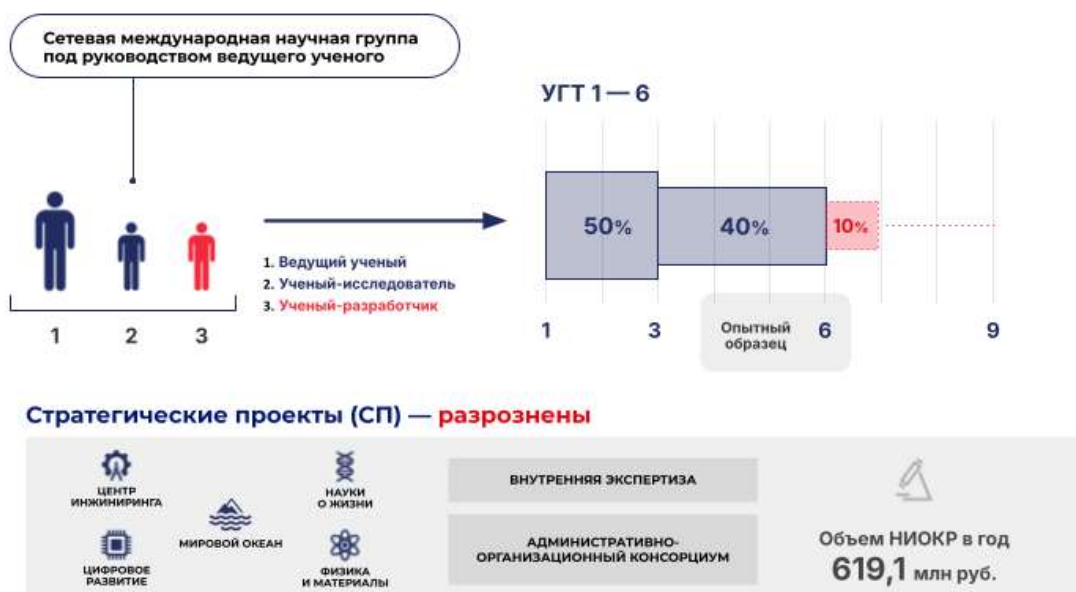 Сетевая международная научная группа
под руководством ведущего ученого
УГТ 1 — 6
50%
40%
10%
1. Ведущий ученый
2. Ученый-исследователь
3. Ученый-разработчик
1
2
3
1
3
Опытный
образец
6
9
Стратегические проекты (СП) — разрознены
ЦЕНТР
ИНЖИНИРИНГА
МИРОВОЙ ОКЕАН
НАУКИ
О ЖИЗНИ
ЦИФРОВОЕ
РАЗВИТИЕ
ФИЗИКА
И МАТЕРИАЛЫ
ВНУТРЕННЯЯ ЭКСПЕРТИЗА
АДМИНИСТРАТИВНО-
ОРГАНИЗАЦИОННЫЙ КОНСОРЦИУМ
Объем НИОКР в год
619,1 млн руб.